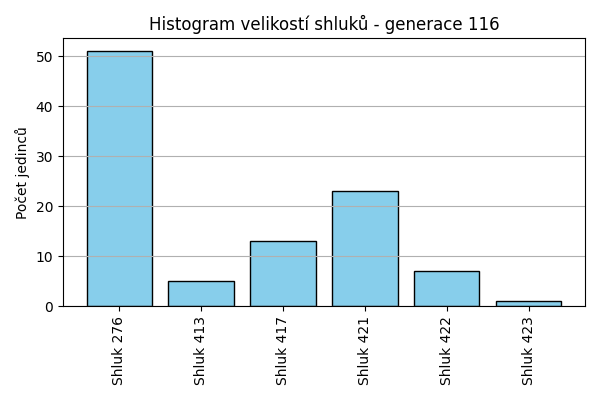 Histogram velikostí shluků - generace 116
Počet jedinců
50
40
30
20
10
0
Shluk 276
Shluk 413
Shluk 417
Shluk 421
Shluk 422
Shluk 423